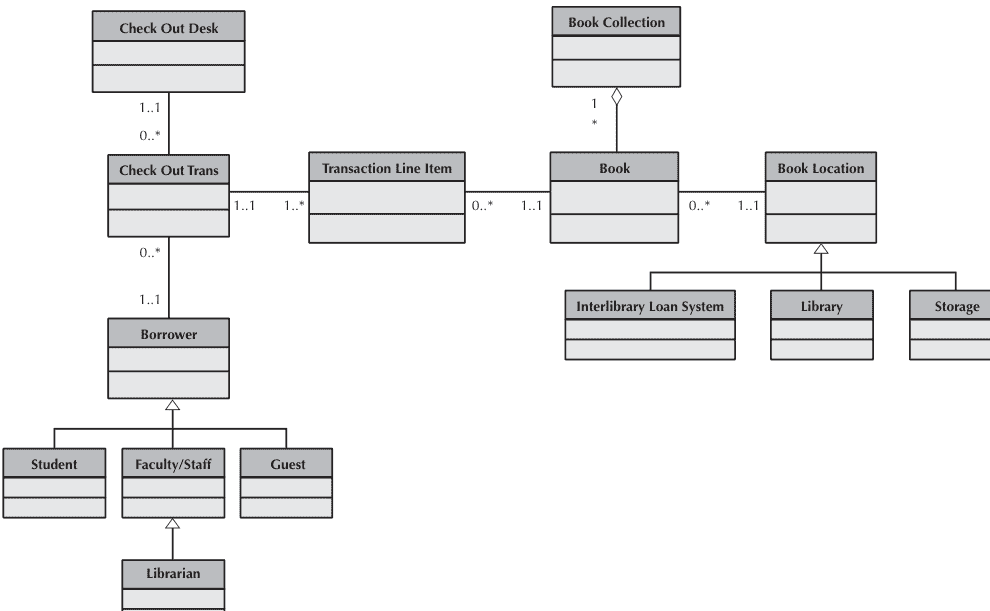 Check Out Desk
Book Collection
1..1
0..*
1
*
Check Out Trans
Transaction Line Item
Book
Book Location
1..1
1..*
0..*
1..1
0..*
1..1
0..*
1..1
Interlibrary Loan System
Library
Storage
Borrower
Student
Faculty/Staff
Guest
Librarian